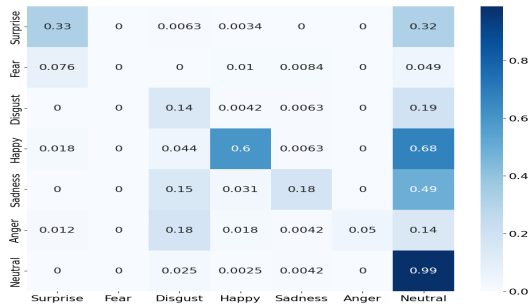 Surprise 0.33 0 0.0063 0.0034 0 0 0.32
Fear 0.076 0 0 0.01 0.0084 0 0.049
Disgust 0 0 0.14 0.0042 0.0063 0 0.19
Happy 0.018 0 0.044 0.6 0.0063 0 0.68
Sadness 0 0 0.15 0.031 0.18 0 0.49
Anger 0.012 0 0.18 0.018 0.0042 0.05 0.14
Neutral 0 0 0.025 0.0025 0.0042 0 0.99
Surprise Fear Disgust Happy Sadness Anger Neutral
0.8
0.6
0.4
0.2
0.0